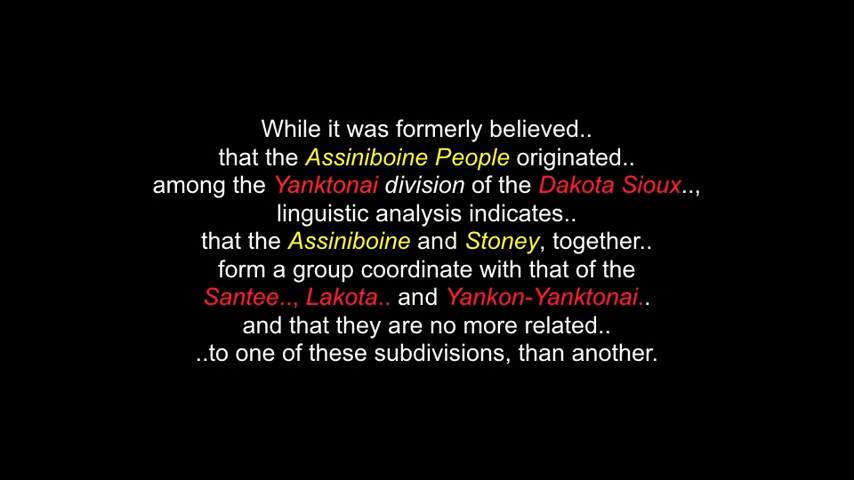 While it was formerly believed..
that the Assiniboine People originated..
among the Yanktonai division of the Dakota Sioux..,
linguistic analysis indicates..
that the Assiniboine and Stoney, together..
form a group coordinate with that of the
Santee.., Lakota.. and Yankon-Yanktonai..
and that they are no more related..
..to one of these subdivisions, than another.